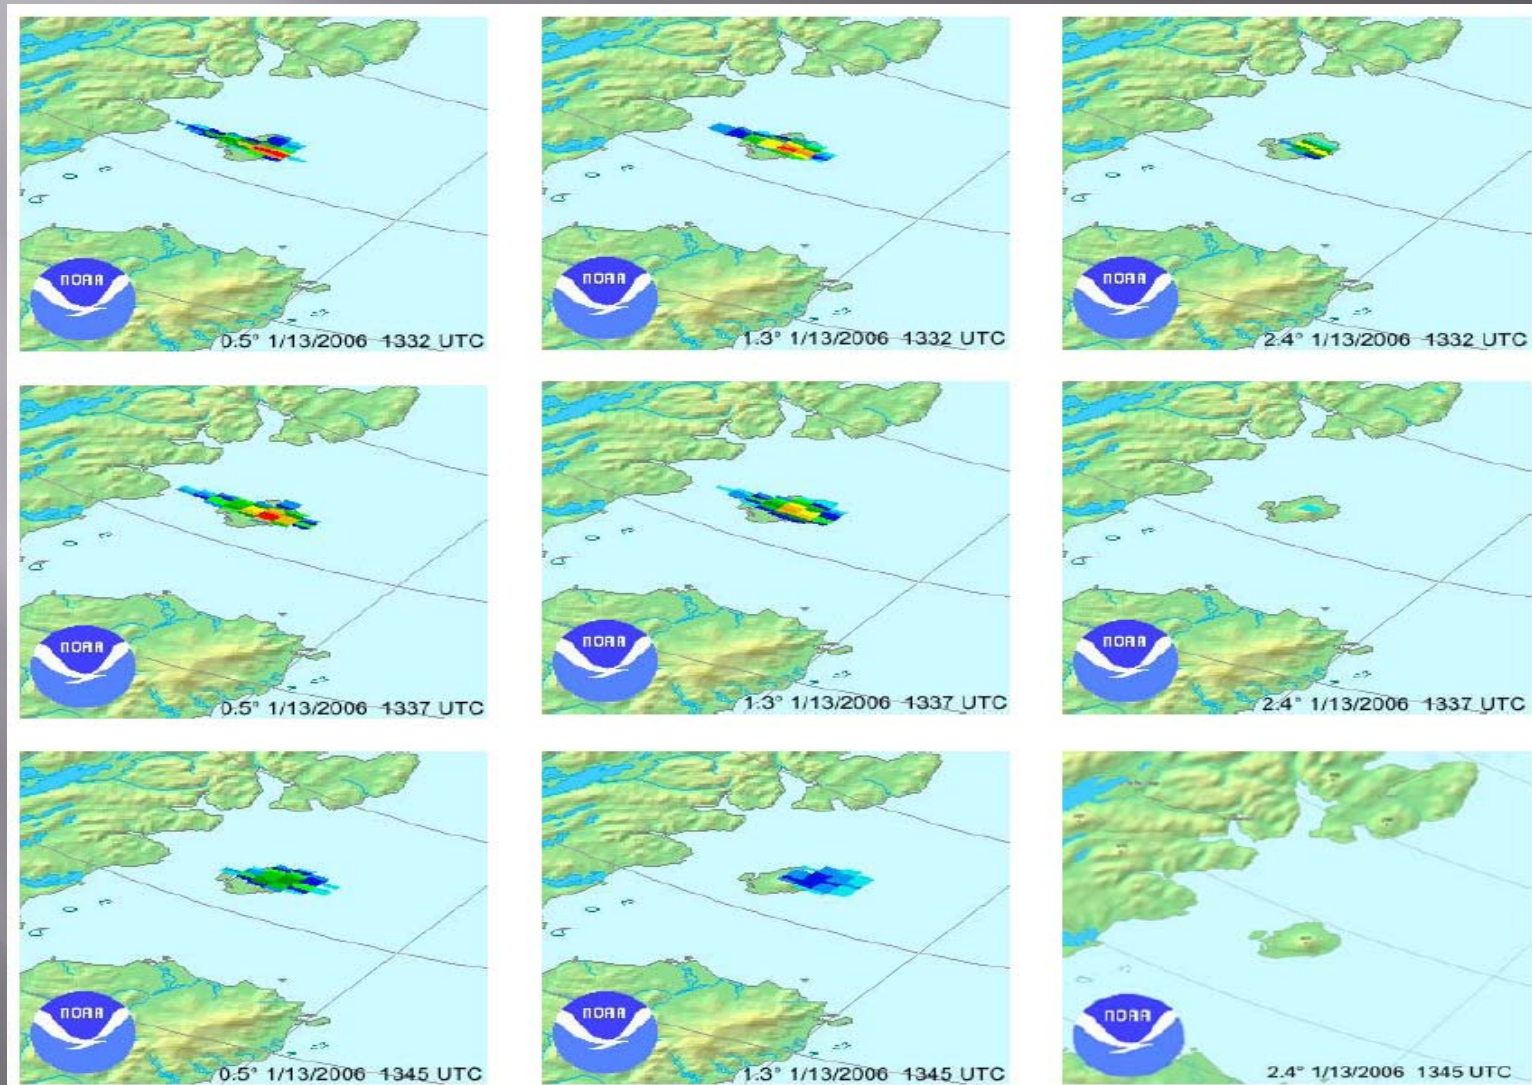 NOAA
0.5° 1/13/2006 1332 UTC
NOAA
1.3° 1/13/2006 1332 UTC
NOAA
2.4° 1/13/2006 1332 UTC
NOAA
0.5° 1/13/2006 1337 UTC
NOAA
1.3° 1/13/2006 1337 UTC
NOAA
2.4° 1/13/2006 1337 UTC
NOAA
0.5° 1/13/2006 1345 UTC
NOAA
1.3° 1/13/2006 1345 UTC
NOAA
2.4° 1/13/2006 1345 UTC